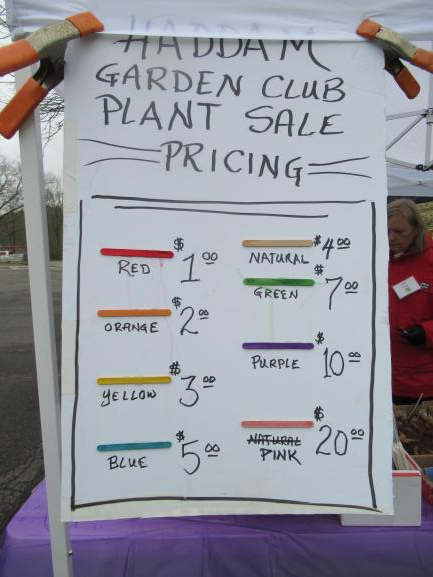 HADDAM
GARDEN CLUB
PLANT SALE
PRICING
RED $1.00
ORANGE $2.00
YELLOW $3.00
BLUE $5.00
NATURAL $4.00
GREEN $7.00
PURPLE $10.00
NATURAL
PINK $20.00